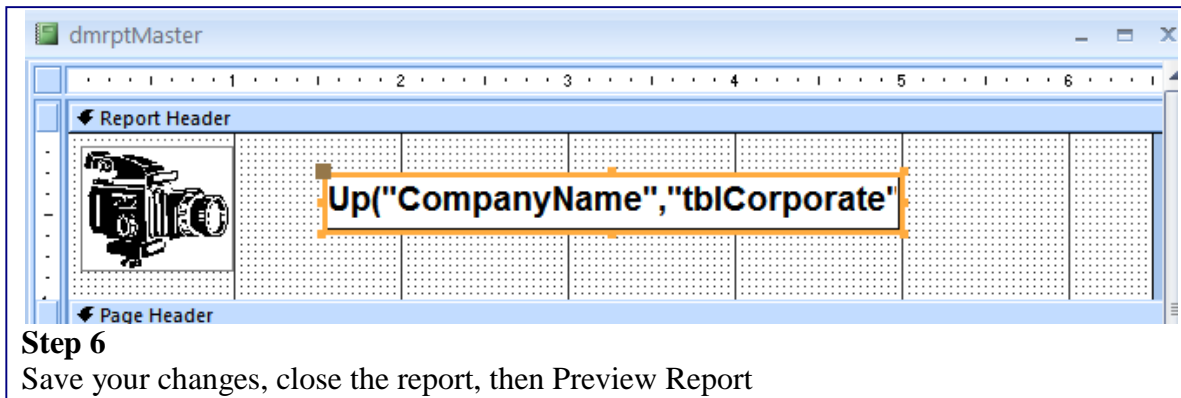 dmrptMaster
1 2 3 4 5 6
Report Header
Up("CompanyName","tblCorporate"
Page Header
Step 6
Save your changes, close the report, then Preview Report